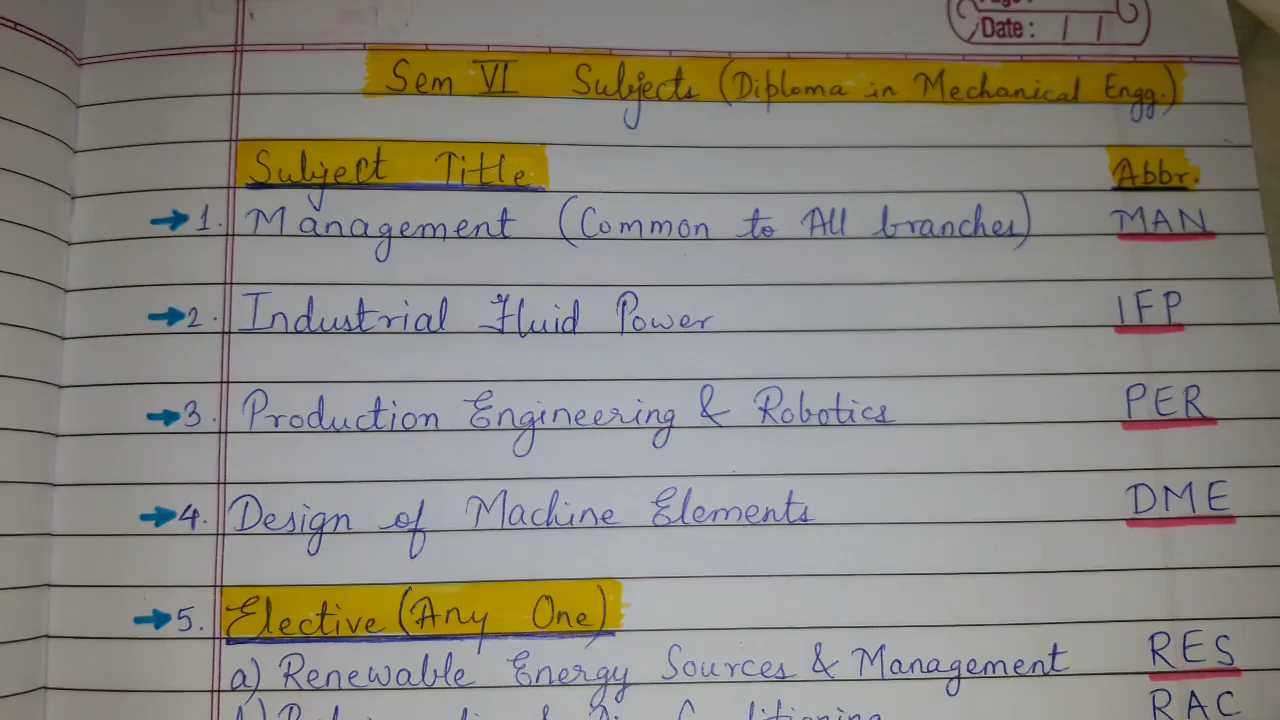 Date : / /
Sem VI Subjects (Diploma in Mechanical Engg.)
Subject Title Abbr.
1. Management (Common to All branches) MAN
2. Industrial Fluid Power IFP
3. Production Engineering & Robotics PER
4. Design of Machine Elements DME
5. Elective (Any One)
a) Renewable Energy Sources & Management RES
RAC